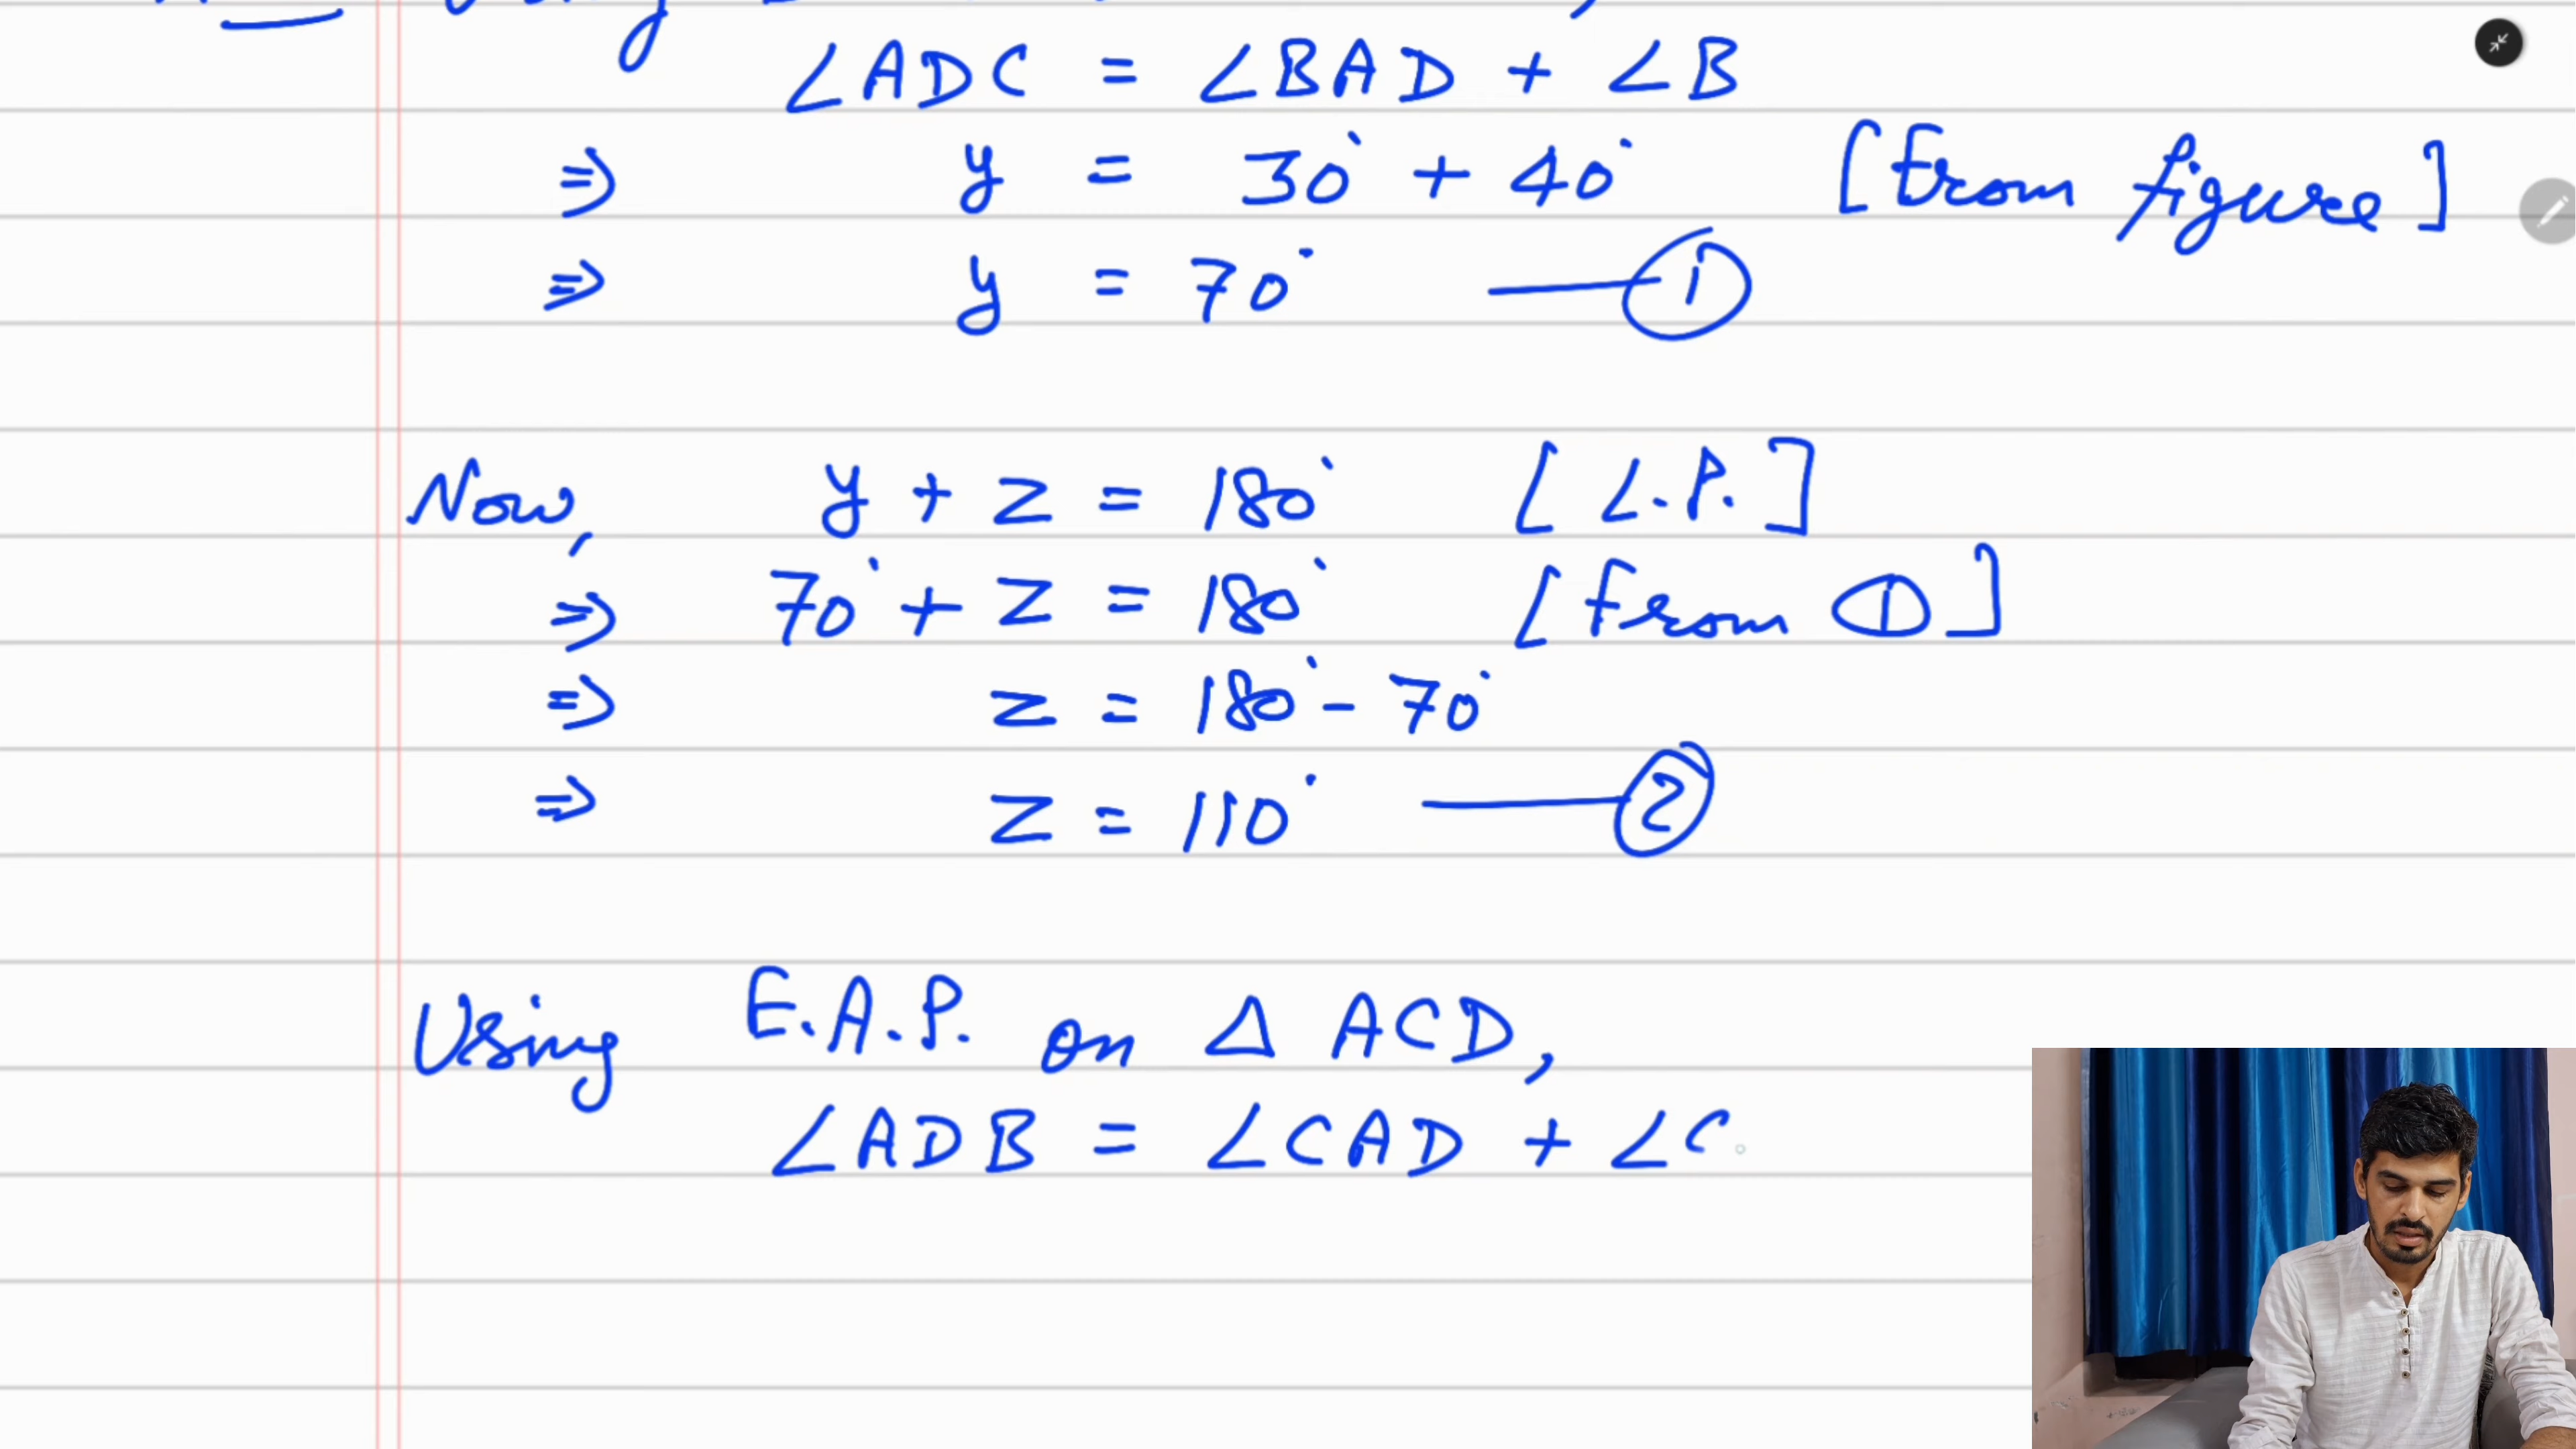 ∠ADC = ∠BAD + ∠B
⇒ y = 30° + 40° [From figure]
⇒ y = 70° —— ①
Now, y + z = 180° [L.P.]
⇒ 70° + z = 180° [From ①]
⇒ z = 180° - 70°
⇒ z = 110° —— ②
Using E.A.P. on Δ ACD,
∠ADB = ∠CAD + ∠C